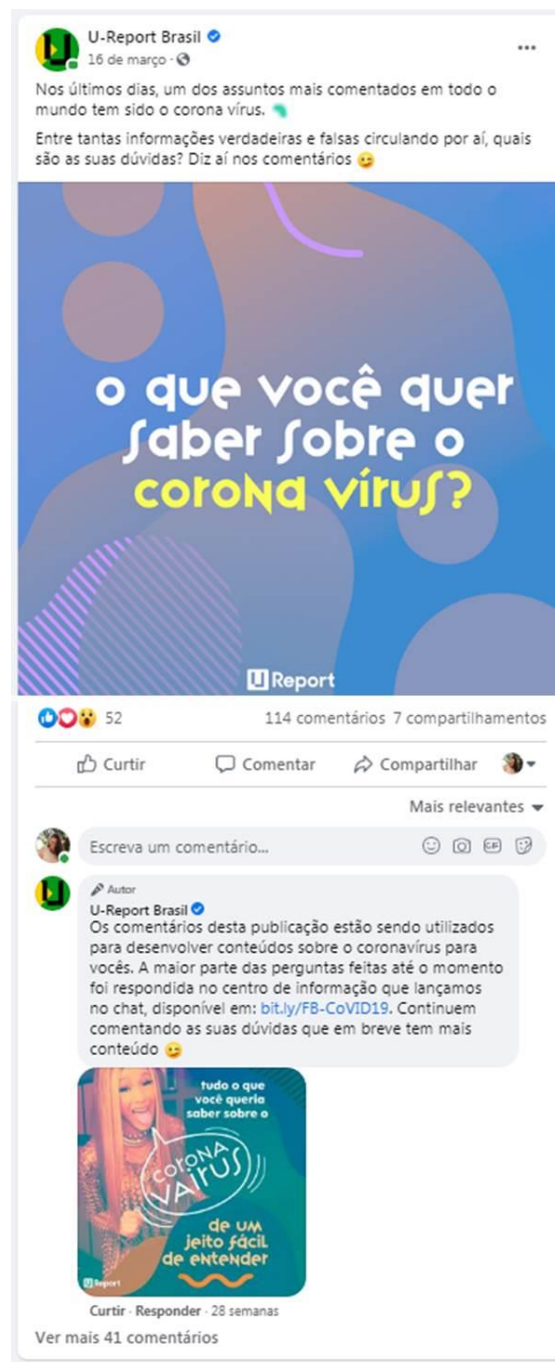 U-Report Brasil
16 de março ·
Nos últimos dias, um dos assuntos mais comentados em todo o
mundo tem sido o corona vírus.
Entre tantas informações verdadeiras e falsas circulando por aí, quais
são as suas dúvidas? Diz aí nos comentários
o que você quer
saber sobre o
corona vírus?
U Report
52
114 comentários 7 compartilhamentos
Curtir
Comentar
Compartilhar
Mais relevantes
Escreva um comentário...
GIF
Autor
U-Report Brasil
Os comentários desta publicação estão sendo utilizados
para desenvolver conteúdos sobre o coronavírus para
vocês. A maior parte das perguntas feitas até o momento
foi respondida no centro de informação que lançamos
no chat, disponível em: bit.ly/FB-CoVID19. Continuem
comentando as suas dúvidas que em breve tem mais
conteúdo
tudo o que
você queria
saber sobre o
CORONA
VAIRUS
de um
jeito fácil
de entender
U Report
Curtir · Responder · 28 semanas
Ver mais 41 comentários